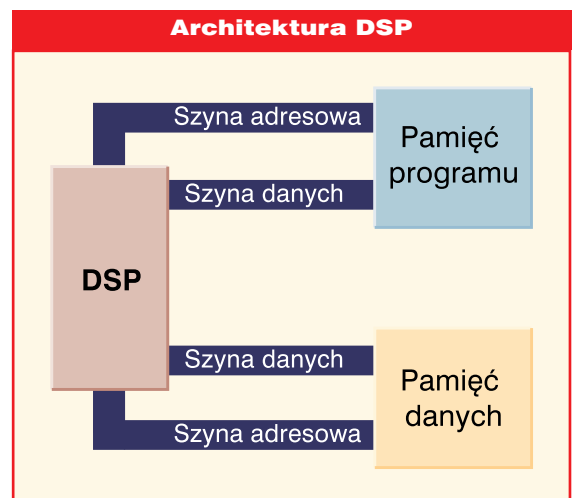 Architektura DSP
Szyna adresowa
Pamięć
programu
Szyna danych
DSP
Szyna danych
Pamięć
danych
Szyna adresowa